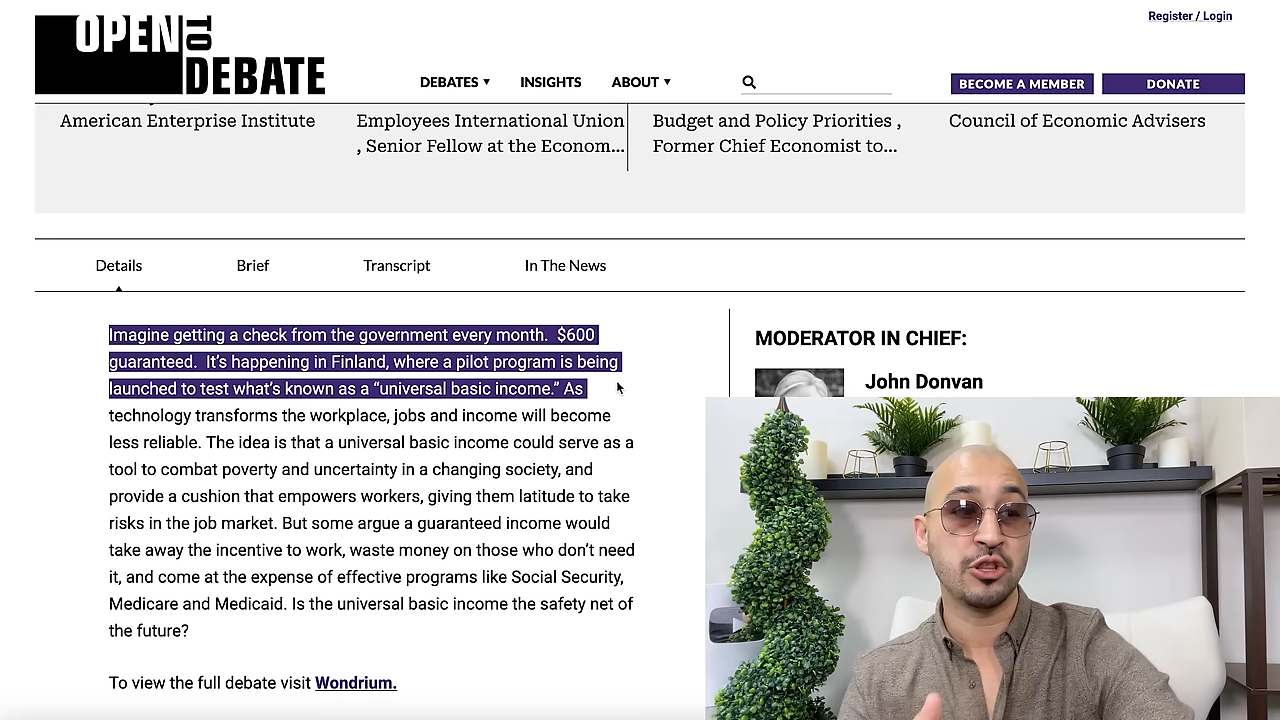 Register / Login
OPEN TO
DEBATE
DEBATES ▼ INSIGHTS ABOUT ▼
BECOME A MEMBER DONATE
American Enterprise Institute
Employees International Union
, Senior Fellow at the Econom...
Budget and Policy Priorities ,
Former Chief Economist to...
Council of Economic Advisers
Details Brief Transcript In The News
Imagine getting a check from the government every month. $600
guaranteed. It’s happening in Finland, where a pilot program is being
launched to test what’s known as a “universal basic income.” As
technology transforms the workplace, jobs and income will become
less reliable. The idea is that a universal basic income could serve as a
tool to combat poverty and uncertainty in a changing society, and
provide a cushion that empowers workers, giving them latitude to take
risks in the job market. But some argue a guaranteed income would
take away the incentive to work, waste money on those who don’t need
it, and come at the expense of effective programs like Social Security,
Medicare and Medicaid. Is the universal basic income the safety net of
the future?
To view the full debate visit Wondrium.
MODERATOR IN CHIEF:
John Donvan